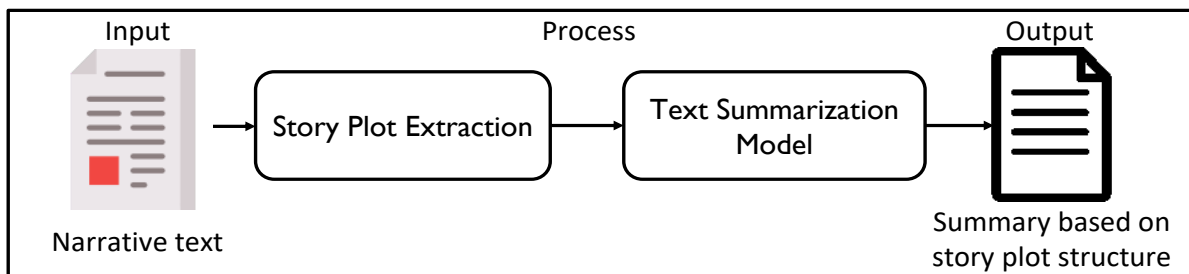 Input
Process
Output
Story Plot Extraction
Text Summarization
Model
Narrative text
Summary based on
story plot structure